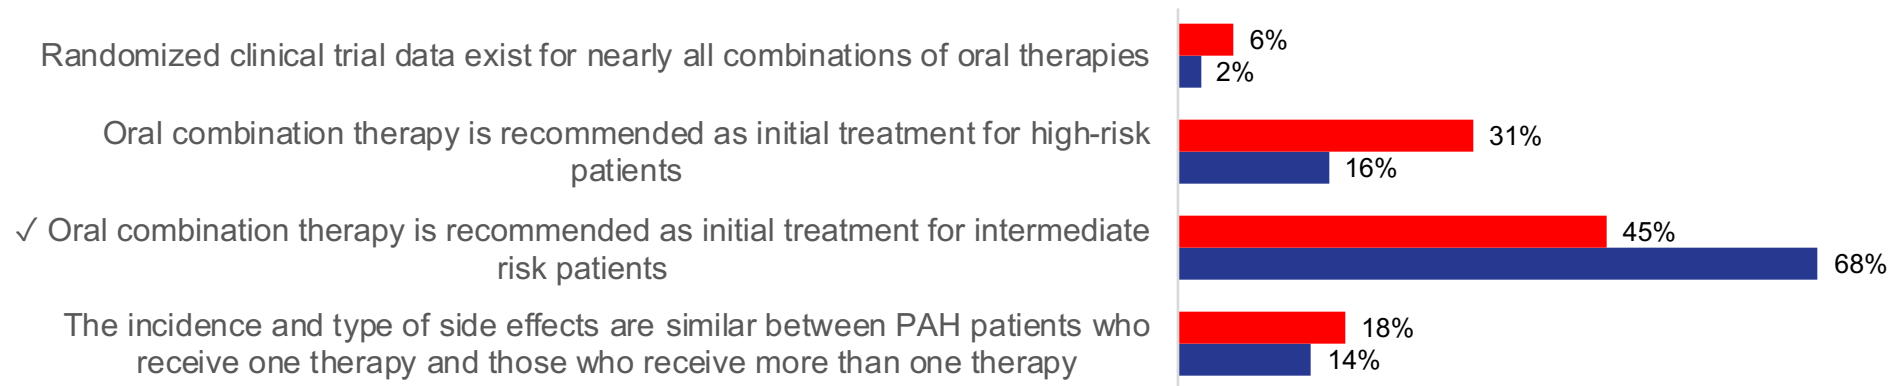 Randomized clinical trial data exist for nearly all combinations of oral therapies
6%
2%
Oral combination therapy is recommended as initial treatment for high-risk
patients
31%
16%
✓ Oral combination therapy is recommended as initial treatment for intermediate
risk patients
45%
68%
The incidence and type of side effects are similar between PAH patients who
receive one therapy and those who receive more than one therapy
18%
14%